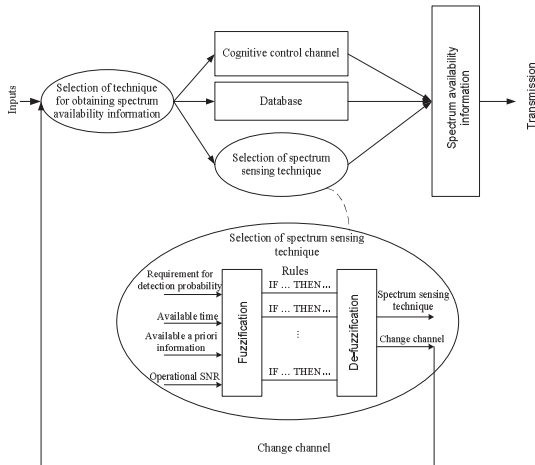 Inputs
Selection of technique
for obtaining spectrum
availability information
Cognitive control channel
Database
Selection of spectrum
sensing technique
Spectrum availability
information
Transmission
Selection of spectrum sensing
technique
Requirement for
detection probability
Available time
Available a priori
information
Operational SNR
Fuzzification
Rules
IF ... THEN ...
IF ... THEN ...
...
IF ... THEN ...
De-fuzzification
Spectrum sensing
technique
Change channel
Change channel